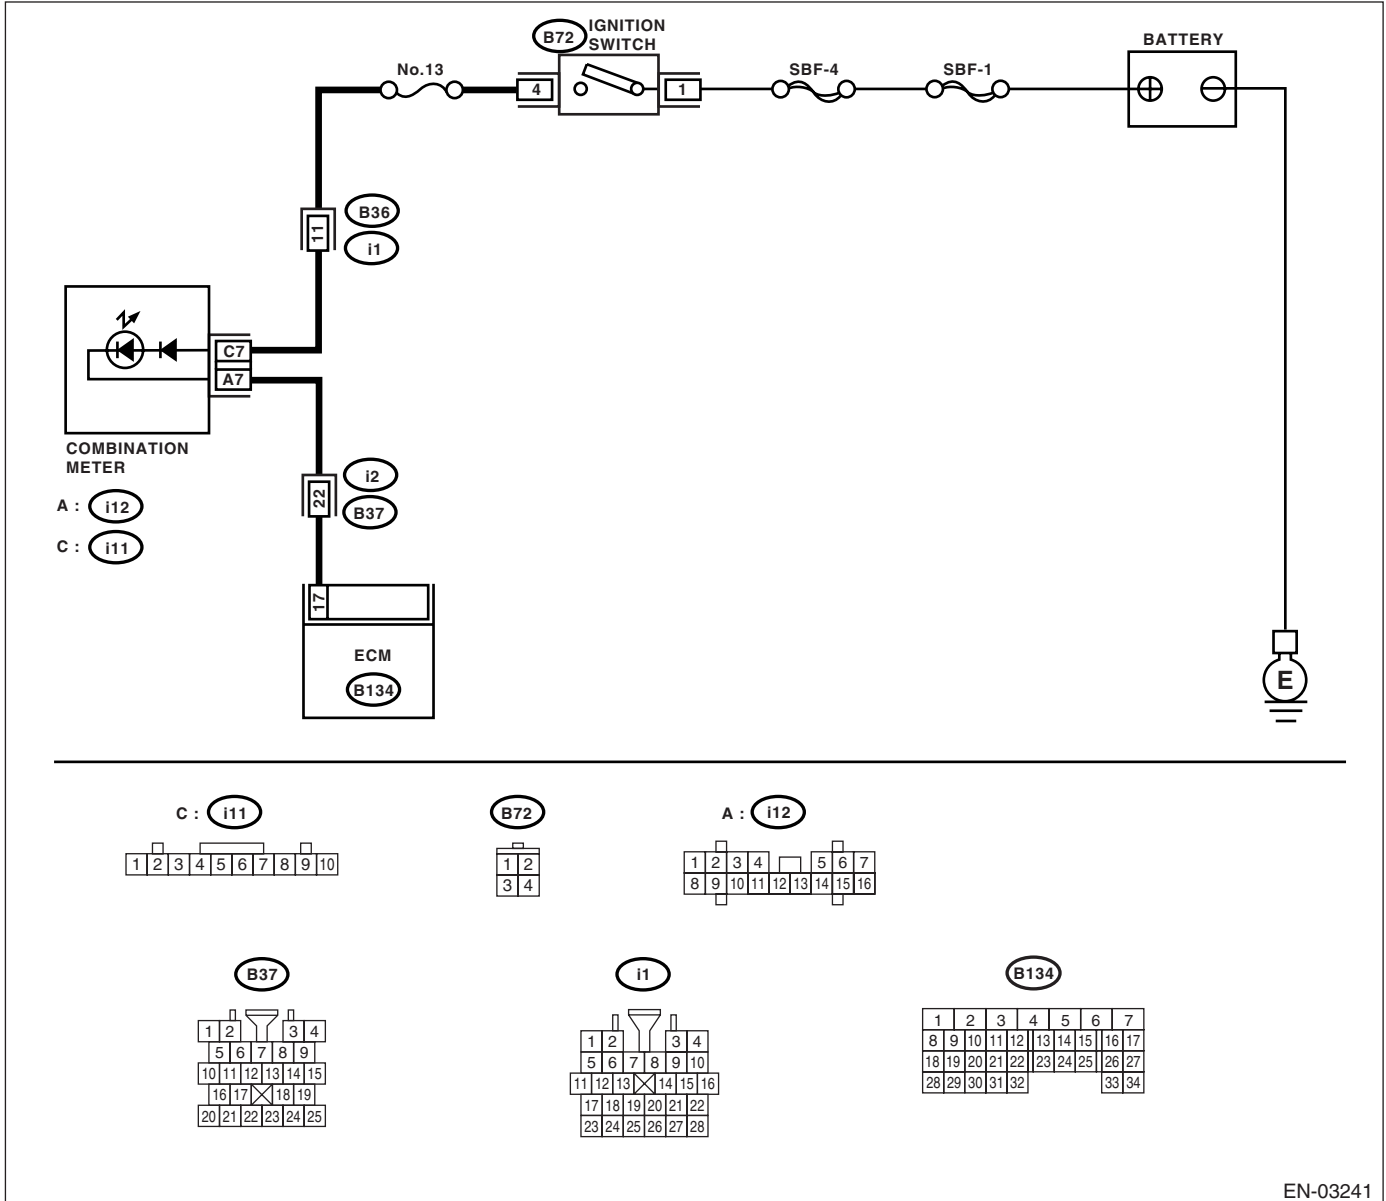 IGNITION
SWITCH
B72
BATTERY
No.13
4
1
SBF-4
SBF-1
11
B36
i1
C7
A7
COMBINATION
METER
A : i12
C : i11
22
i2
B37
17
ECM
B134
E
C : i11
1 2 3 4 5 6 7 8 9 10
B72
1 2
3 4
A : i12
1 2 3 4 5 6 7
8 9 10 11 12 13 14 15 16
B37
1 2 3 4
5 6 7 8 9
10 11 12 13 14 15
16 17 18 19
20 21 22 23 24 25
i1
1 2 3 4
5 6 7 8 9 10
11 12 13 14 15 16
17 18 19 20 21 22
23 24 25 26 27 28
B134
1 2 3 4 5 6 7
8 9 10 11 12 13 14 15 16 17
18 19 20 21 22 23 24 25 26 27
28 29 30 31 32 33 34
EN-03241